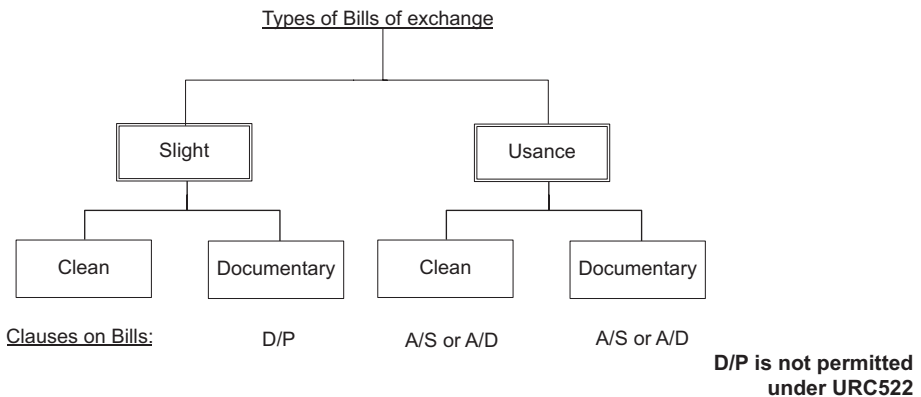 Types of Bills of exchange
Slight
Usance
Clean
Documentary
Clean
Documentary
Clauses on Bills:
D/P
A/S or A/D
A/S or A/D
D/P is not permitted
under URC522